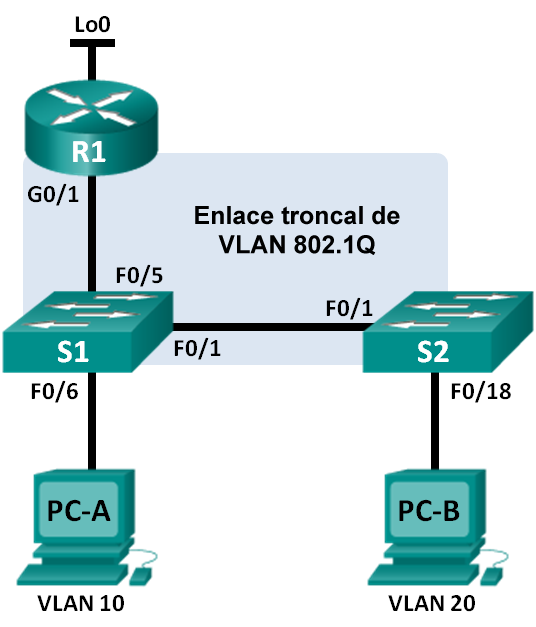 Lo0
R1
G0/1
Enlace troncal de
VLAN 802.1Q
F0/5
F0/1
F0/1
S1
S2
F0/6
F0/18
PC-A
PC-B
VLAN 10
VLAN 20